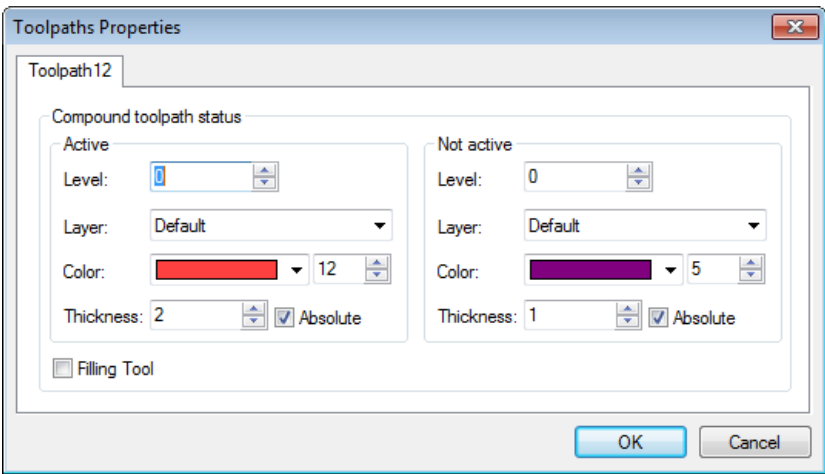 Toolpaths Properties
Toolpath12
Compound toolpath status
Active
Level: 0
Layer: Default
Color: 12
Thickness: 2 Absolute
Not active
Level: 0
Layer: Default
Color: 5
Thickness: 1 Absolute
Filling Tool
OK Cancel